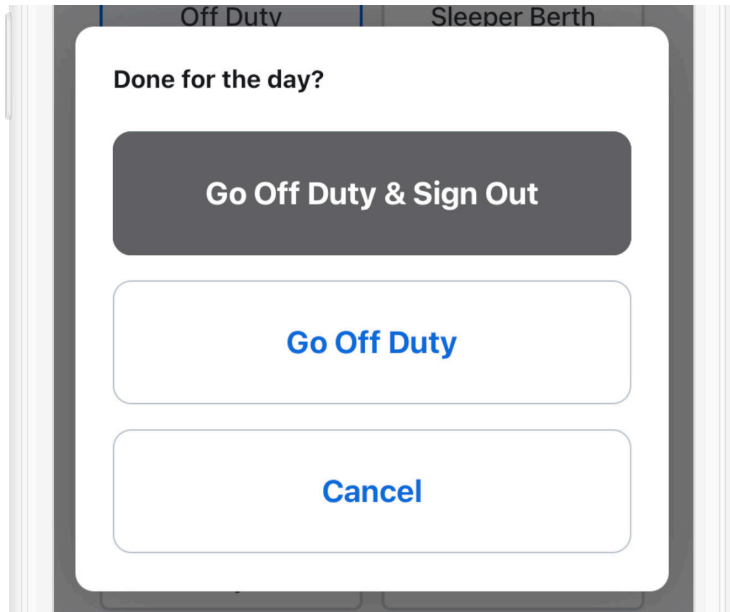 Off Duty
Sleeper Berth
Done for the day?
Go Off Duty & Sign Out
Go Off Duty
Cancel